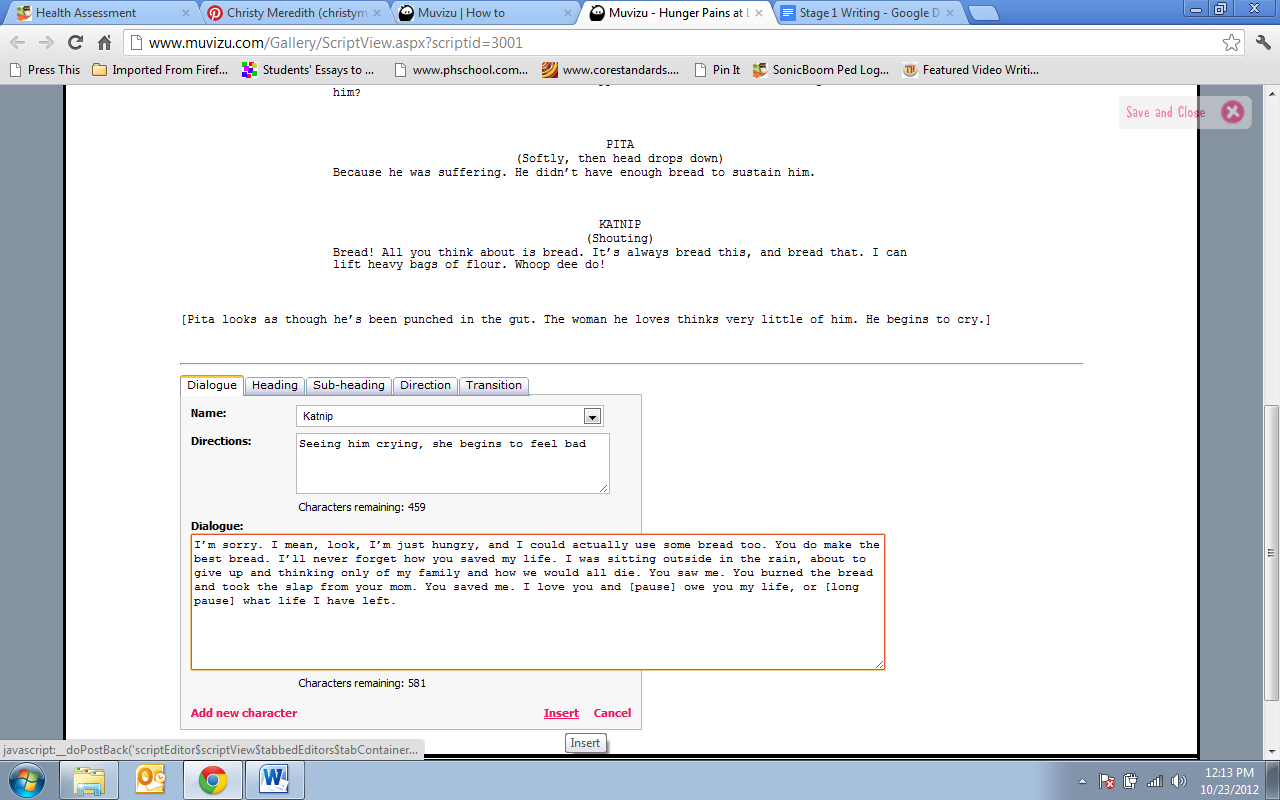 Health Assessment
Christy Meredith (christym
Muvizu | How to
Muvizu - Hunger Pains at L
Stage 1 Writing - Google D
www.muvizu.com/Gallery/ScriptView.aspx?scriptid=3001
Press This
Imported From Firef...
Students' Essays to ...
www.phschool.com...
www.corestandards....
Pin It
SonicBoom Ped Log...
Featured Video Writi...
him?
Save and Close
PITA
(Softly, then head drops down)
Because he was suffering. He didn't have enough bread to sustain him.
KATNIP
(Shouting)
Bread! All you think about is bread. It's always bread this, and bread that. I can
lift heavy bags of flour. Whoop dee do!
[Pita looks as though he's been punched in the gut. The woman he loves thinks very little of him. He begins to cry.]
Dialogue Heading Sub-heading Direction Transition
Name: Katnip
Directions: Seeing him crying, she begins to feel bad
Characters remaining: 459
Dialogue:
I'm sorry. I mean, look, I'm just hungry, and I could actually use some bread too. You do make the
best bread. I'll never forget how you saved my life. I was sitting outside in the rain, about to
give up and thinking only of my family and how we would all die. You saw me. You burned the bread
and took the slap from your mom. You saved me. I love you and [pause] owe you my life, or [long
pause] what life I have left.
Characters remaining: 581
Add new character Insert Cancel
Insert
javascript:__doPostBack('scriptEditor$scriptView$tabbedEditors$tabContainer...
12:13 PM
10/23/2012